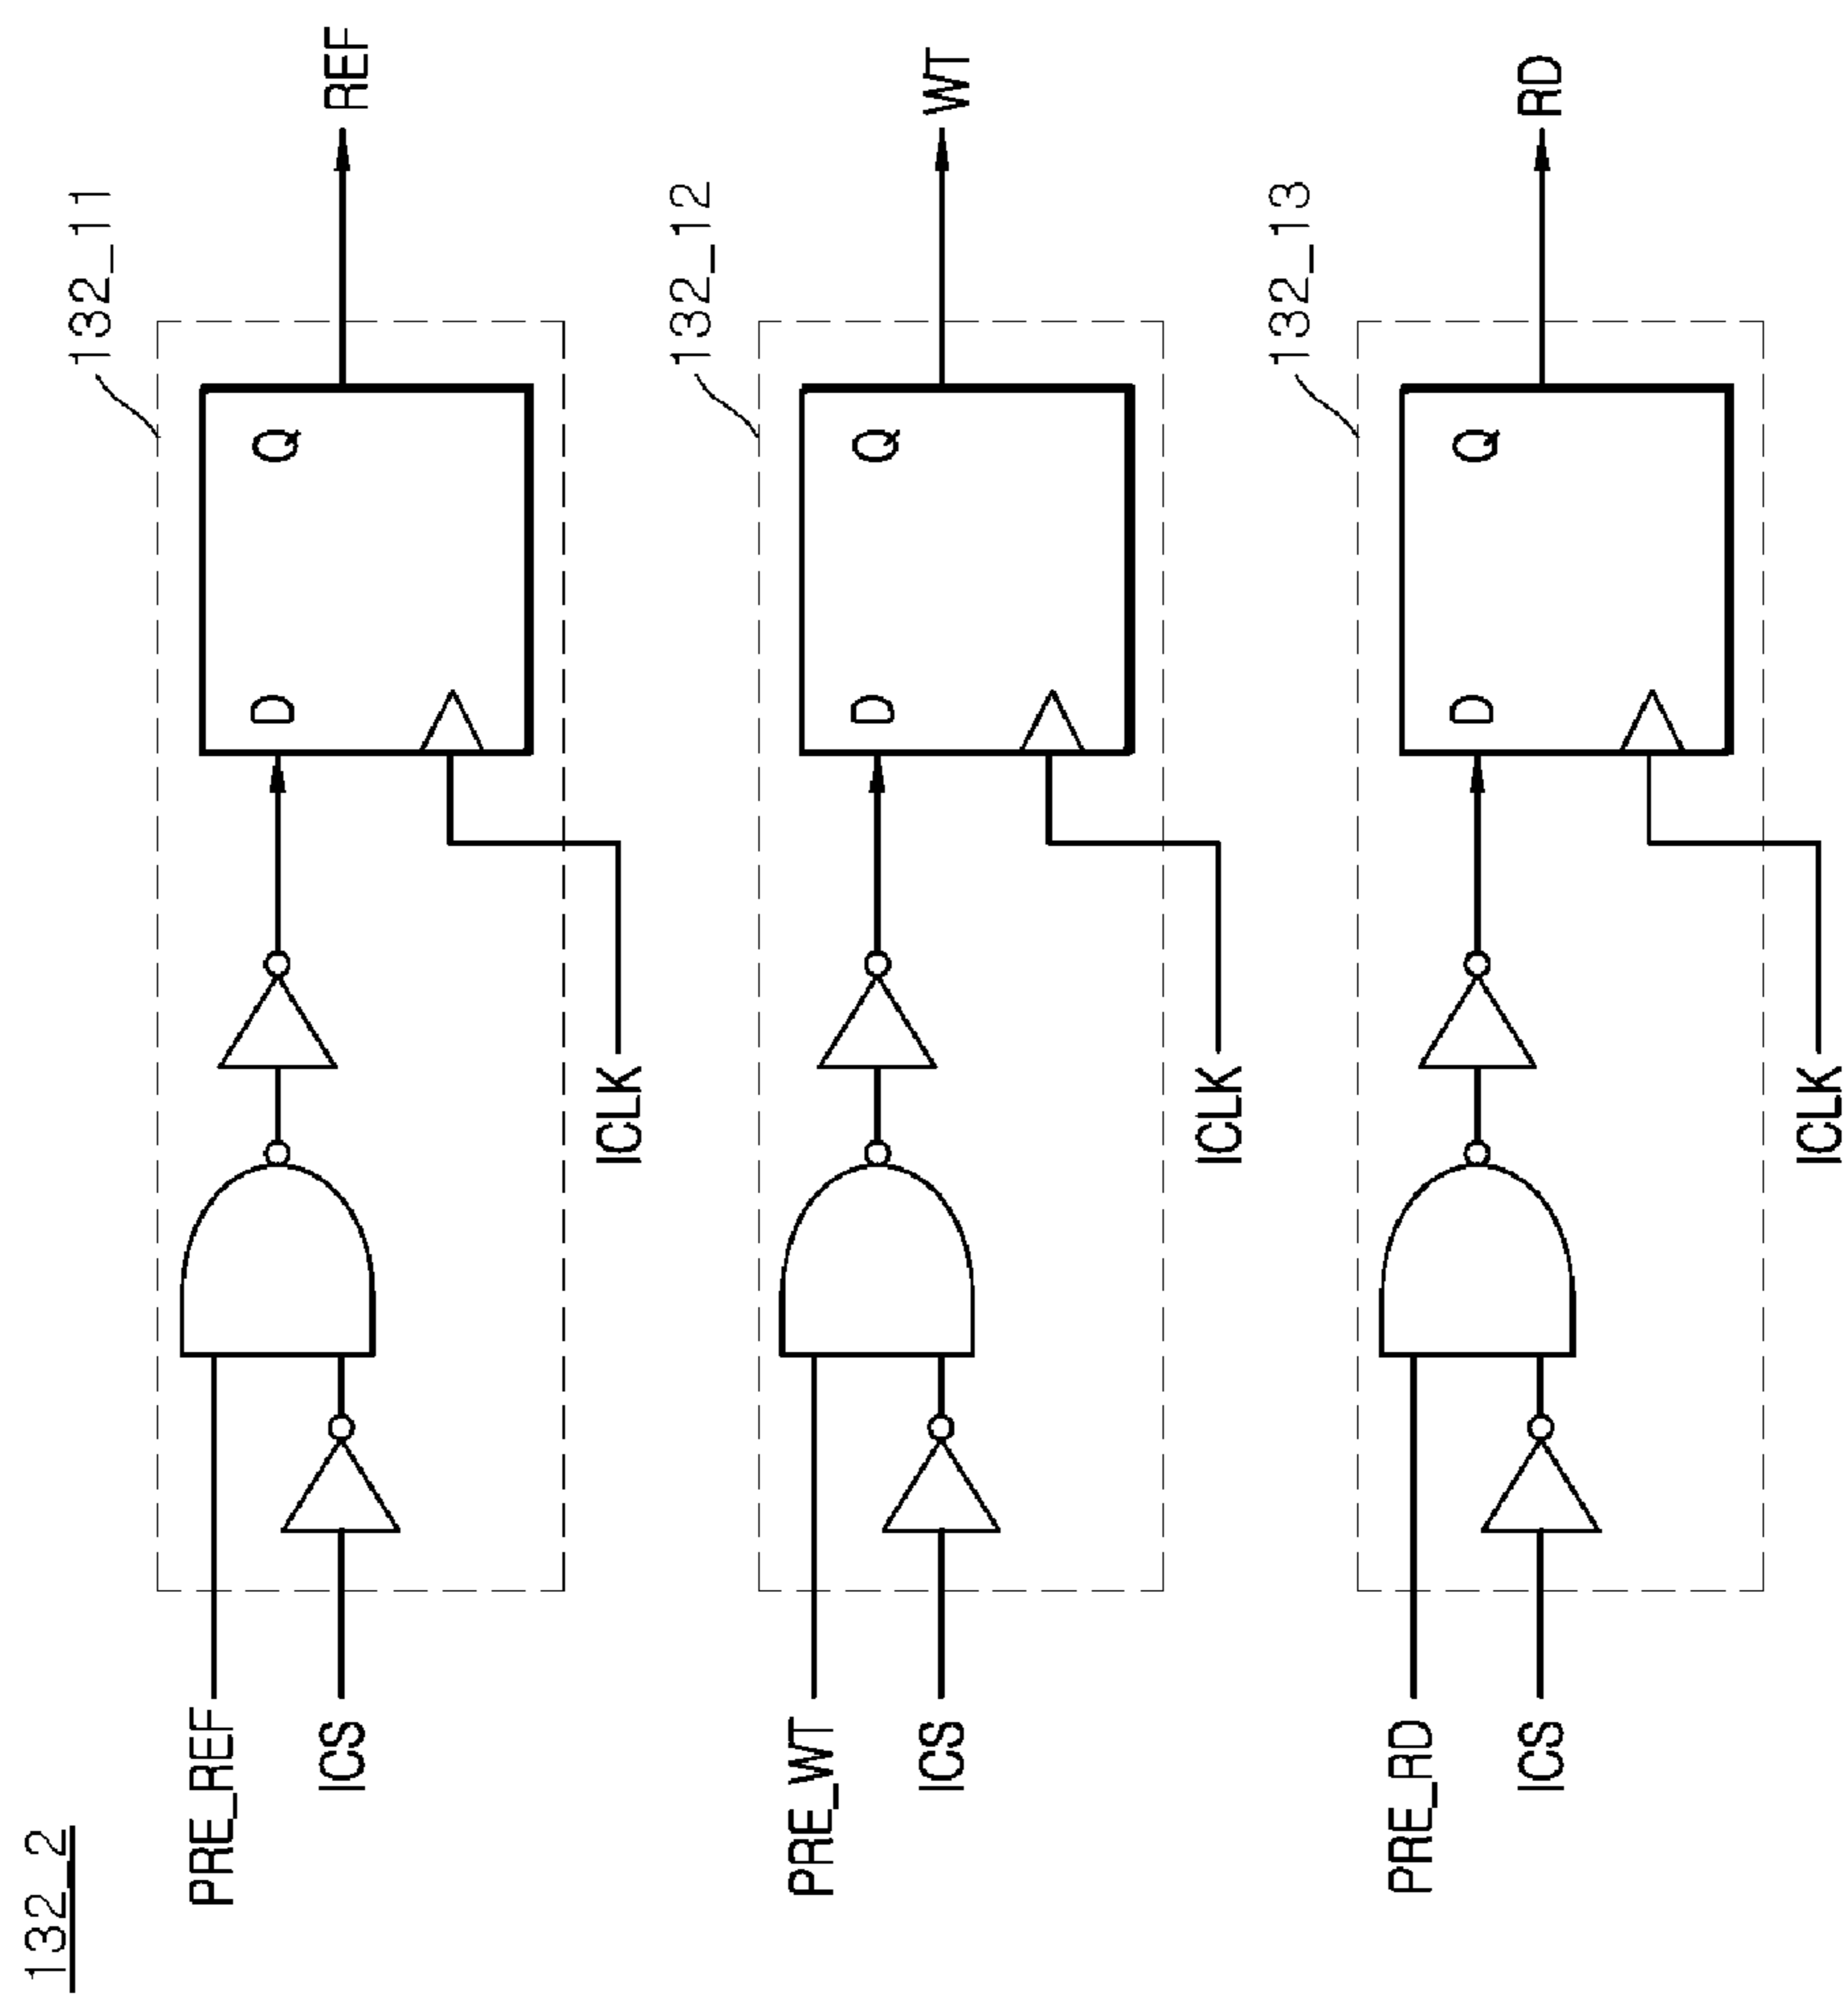 132_2
132_11
PRE_REF
ICS
D
Q
REF
ICLK
132_12
PRE_WT
ICS
D
Q
WT
ICLK
132_13
PRE_RD
ICS
D
Q
RD
ICLK